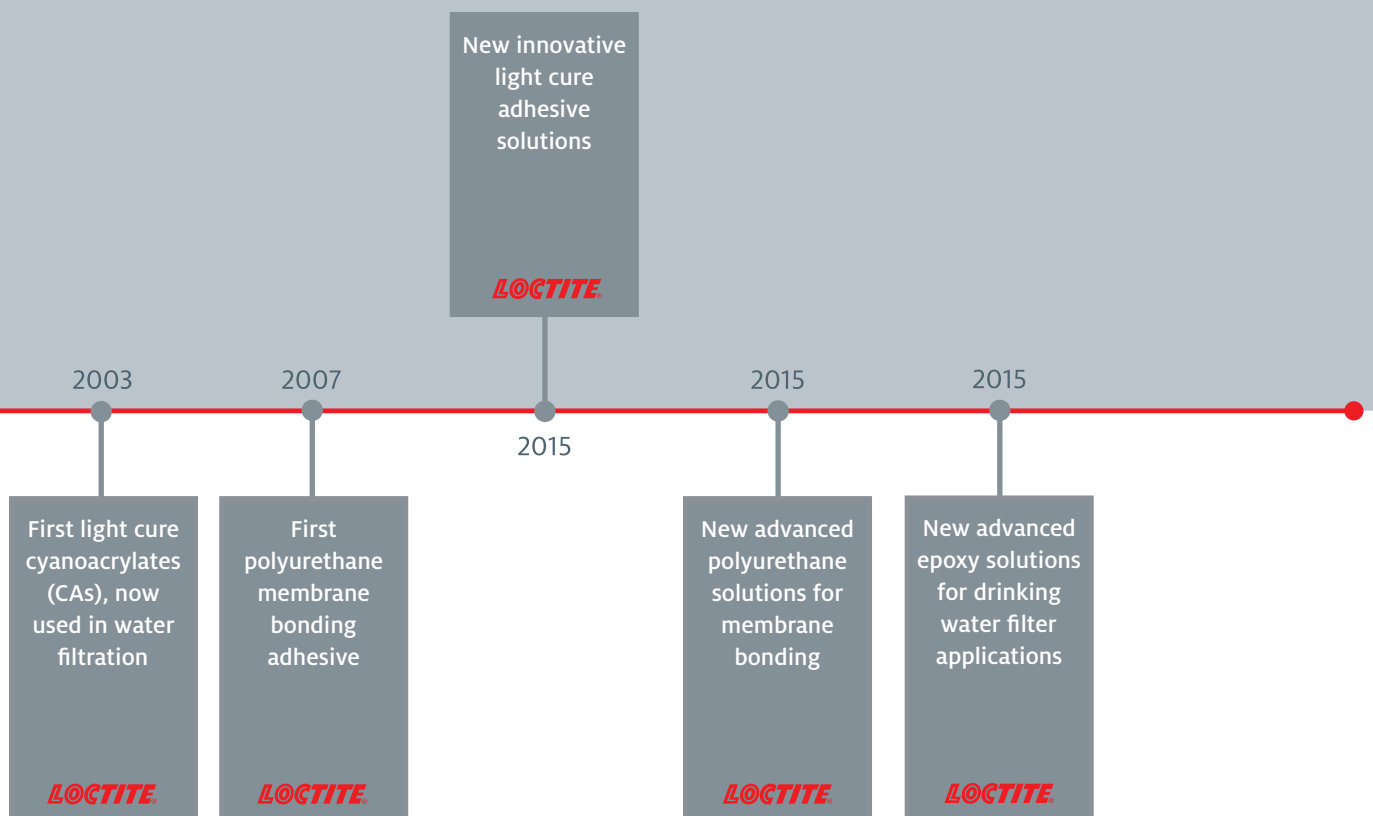 New innovative
light cure
adhesive
solutions
LOCTITE®
2003
2007
2015
2015
2015
First light cure
cyanoacrylates
(CAs), now
used in water
filtration
LOCTITE®
First
polyurethane
membrane
bonding
adhesive
LOCTITE®
New advanced
polyurethane
solutions for
membrane
bonding
LOCTITE®
New advanced
epoxy solutions
for drinking
water filter
applications
LOCTITE®